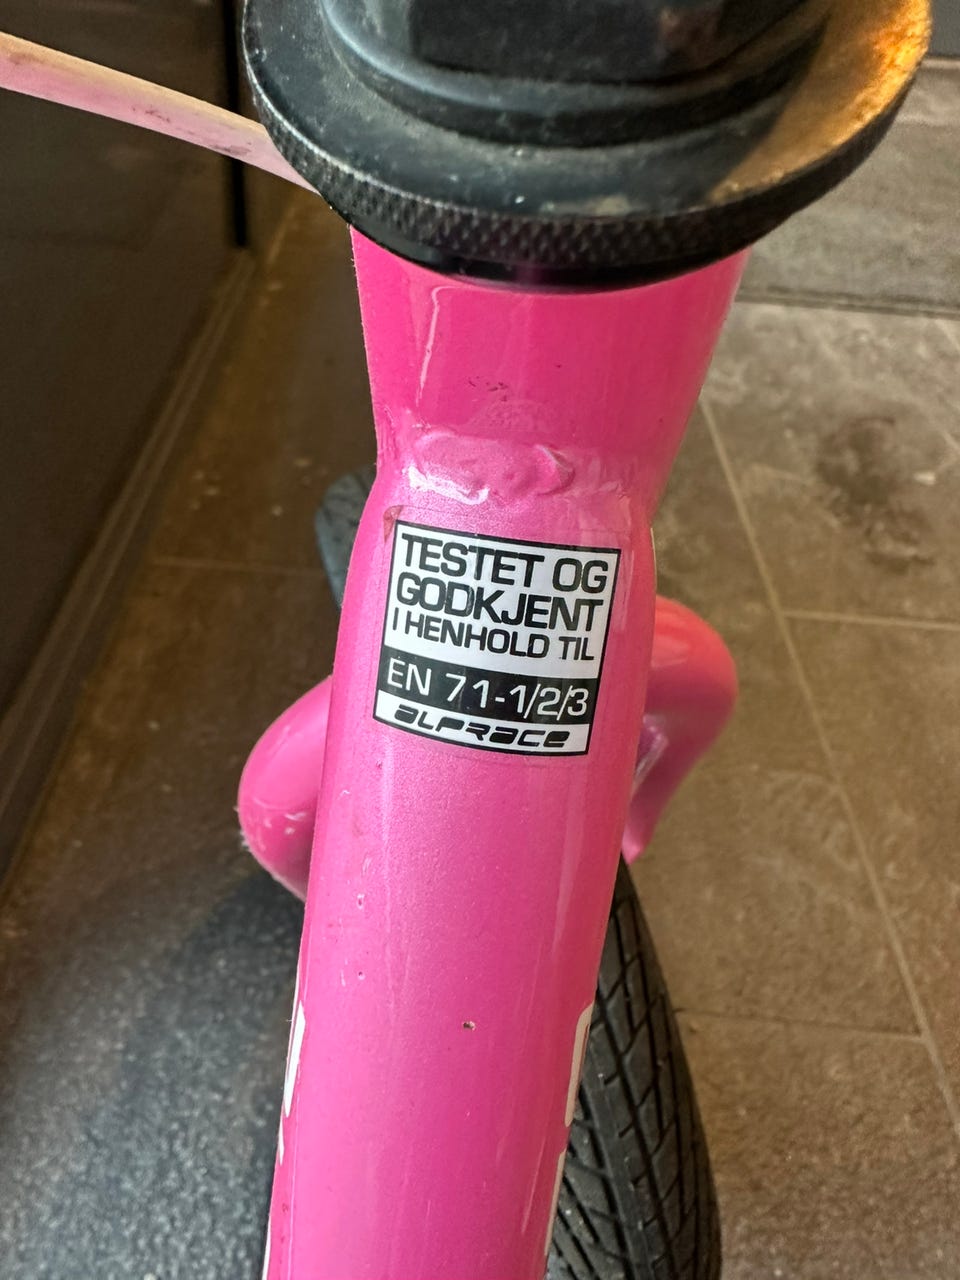 TESTET OG
GODKJENT
I HENHOLD TIL
EN 71-1/2/3
ALPRACE